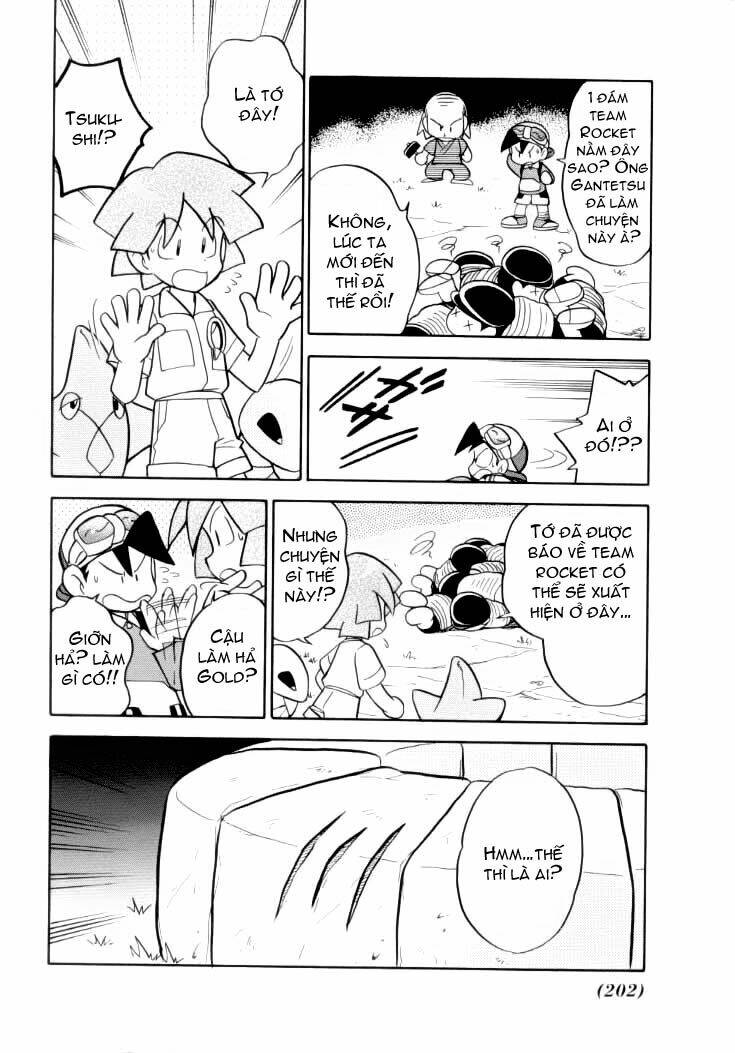 1 ĐÁM
TEAM
ROCKET
NẰM ĐÂY
SAO? ÔNG
GANTETSU
ĐÃ LÀM
CHUYỆN
NÀY À?
KHÔNG,
LÚC TA
MỚI ĐẾN
THÌ ĐÃ
THẾ RỒI!
AI Ở
ĐÓ!??
ガガッ
LÀ TỚ
ĐÂY!
TSUKU-
SHI!?
TỚ ĐÃ ĐƯỢC
BÁO VỀ TEAM
ROCKET CÓ
THỂ SẼ XUẤT
HIỆN Ở ĐÂY...
NHƯNG
CHUYỆN
GÌ THẾ
NÀY!?
CẬU
LÀM HẢ
GOLD?
GIỠN
HẢ? LÀM
GÌ CÓ!!
HMM...THẾ
THÌ LÀ AI?
(202)